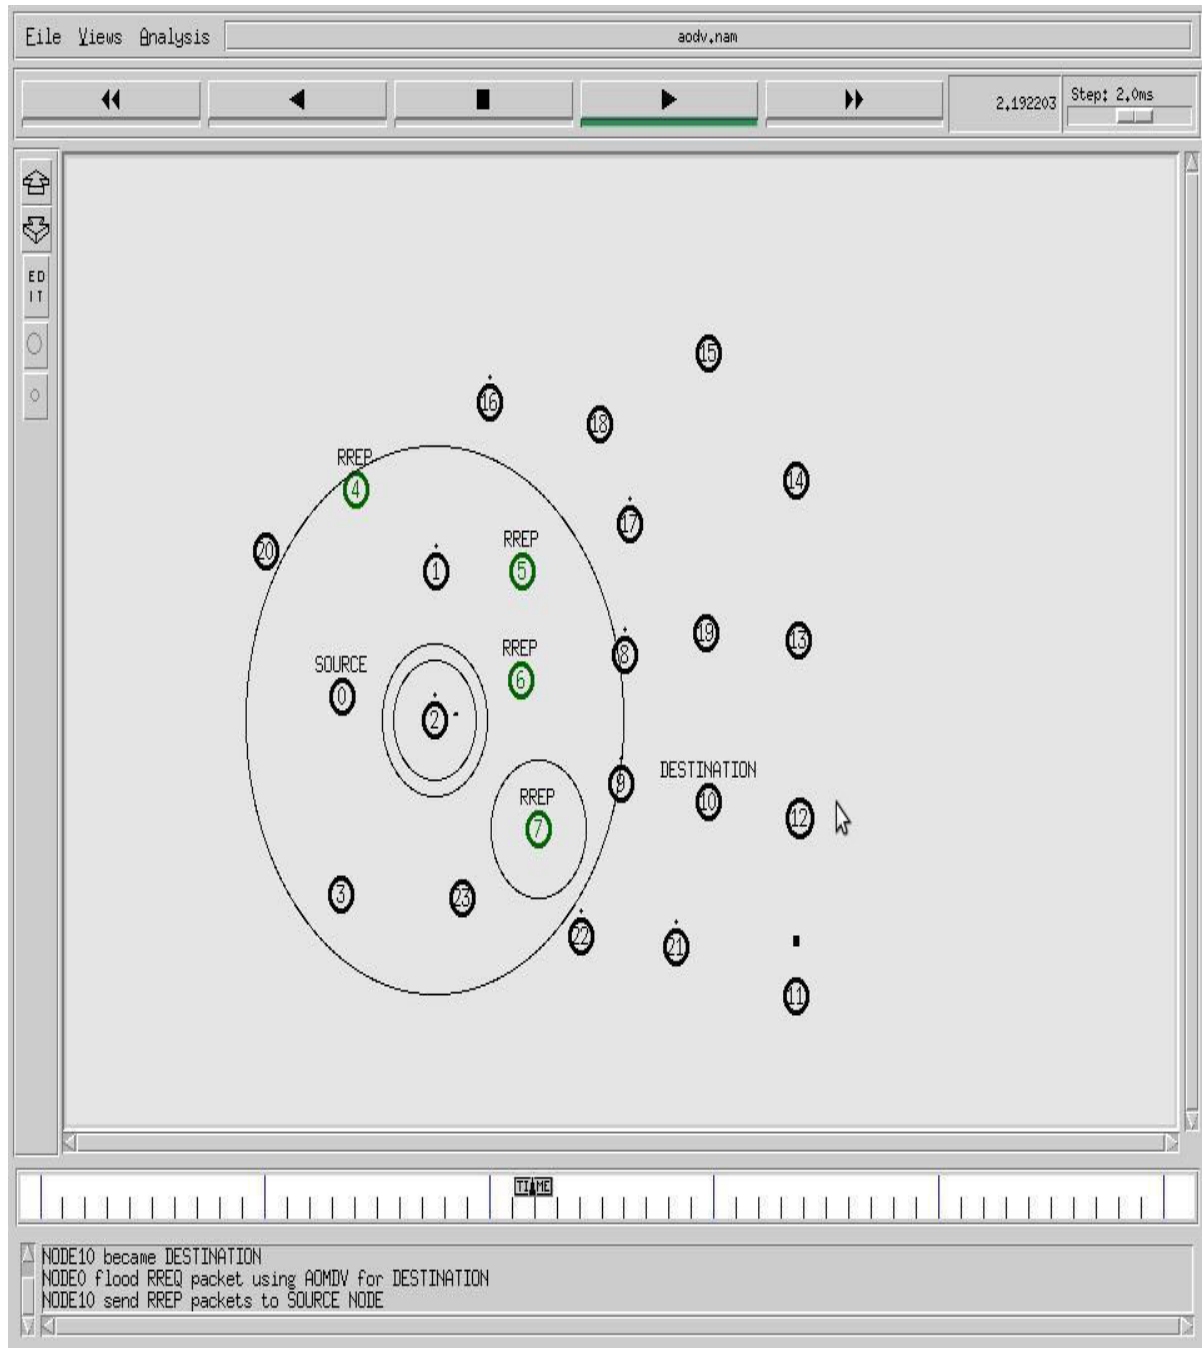 Eile Views Analysis aodv.nam
2.192203 Step: 2.0ms
ED
IT
15
16
18
RREP
4
14
17
20
RREP
1
5
19
13
8
RREP
SOURCE
6
0
2
DESTINATION
9
10
RREP
12
7
3
23
22
21
11
TIME
NODE10 became DESTINATION
NODE0 flood RREQ packet using AOMDV for DESTINATION
NODE10 send RREP packets to SOURCE NODE